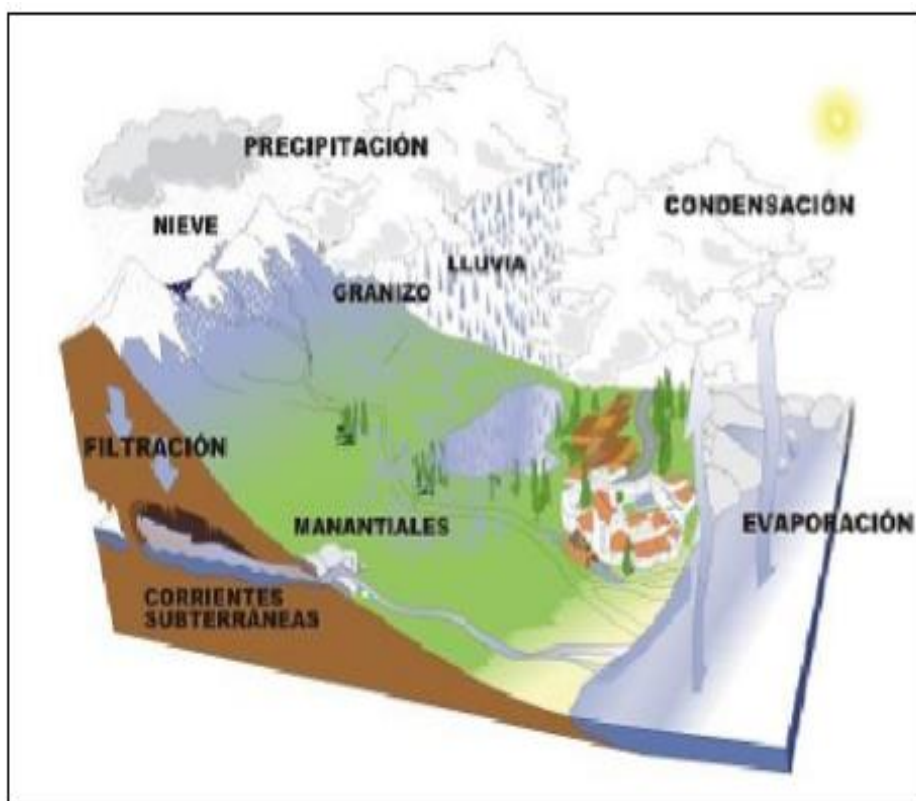 PRECIPITACIÓN
CONDENSACIÓN
NIEVE
LLUVIA
GRANIZO
FILTRACIÓN
MANANTIALES
EVAPORACIÓN
CORRIENTES
SUBTERRÁNEAS